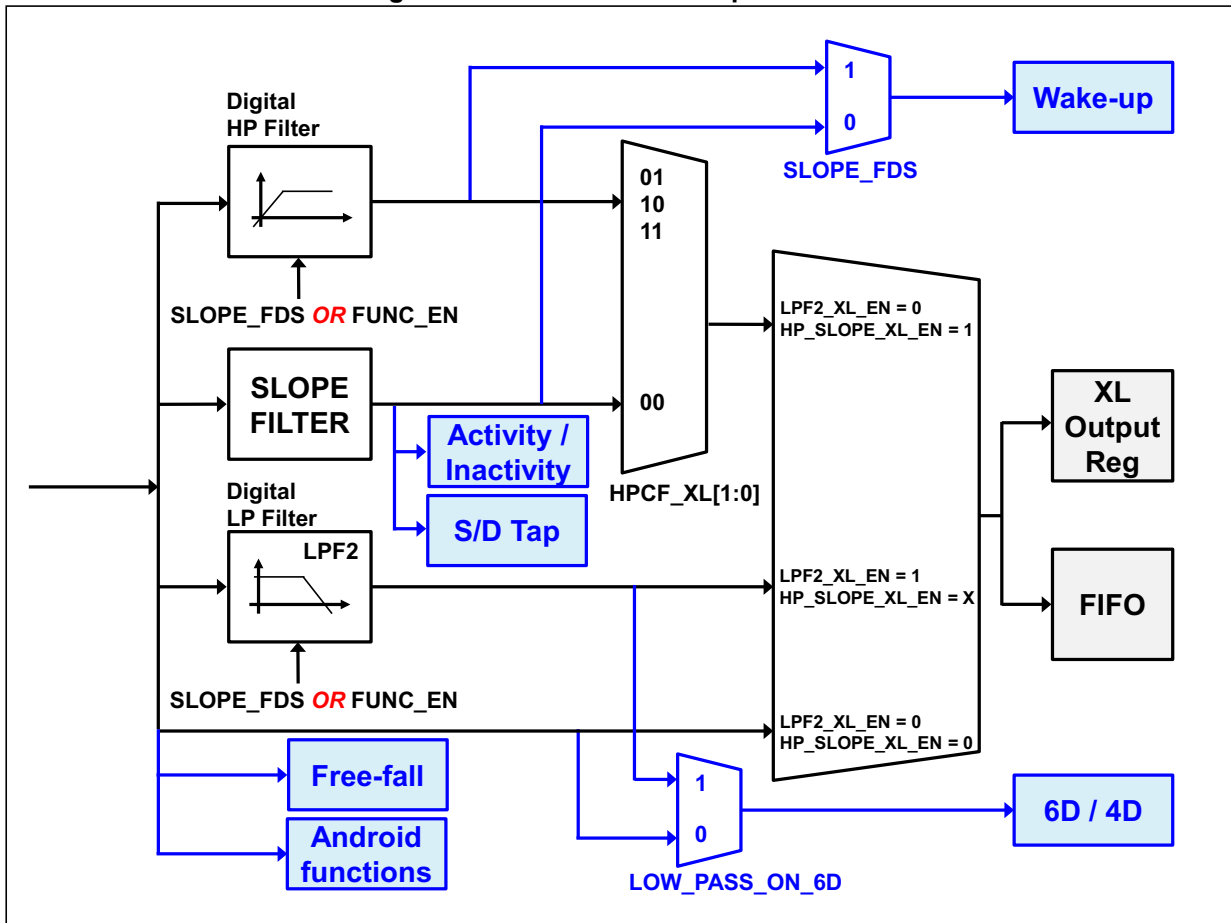 Digital
HP Filter
SLOPE_FDS OR FUNC_EN
SLOPE
FILTER
Activity /
Inactivity
S/D Tap
Digital
LP Filter
LPF2
SLOPE_FDS OR FUNC_EN
Free-fall
Android
functions
1
0
SLOPE_FDS
Wake-up
01
10
11
00
HPCF_XL[1:0]
LPF2_XL_EN = 0
HP_SLOPE_XL_EN = 1
LPF2_XL_EN = 1
HP_SLOPE_XL_EN = X
LPF2_XL_EN = 0
HP_SLOPE_XL_EN = 0
XL
Output
Reg
FIFO
1
0
LOW_PASS_ON_6D
6D / 4D